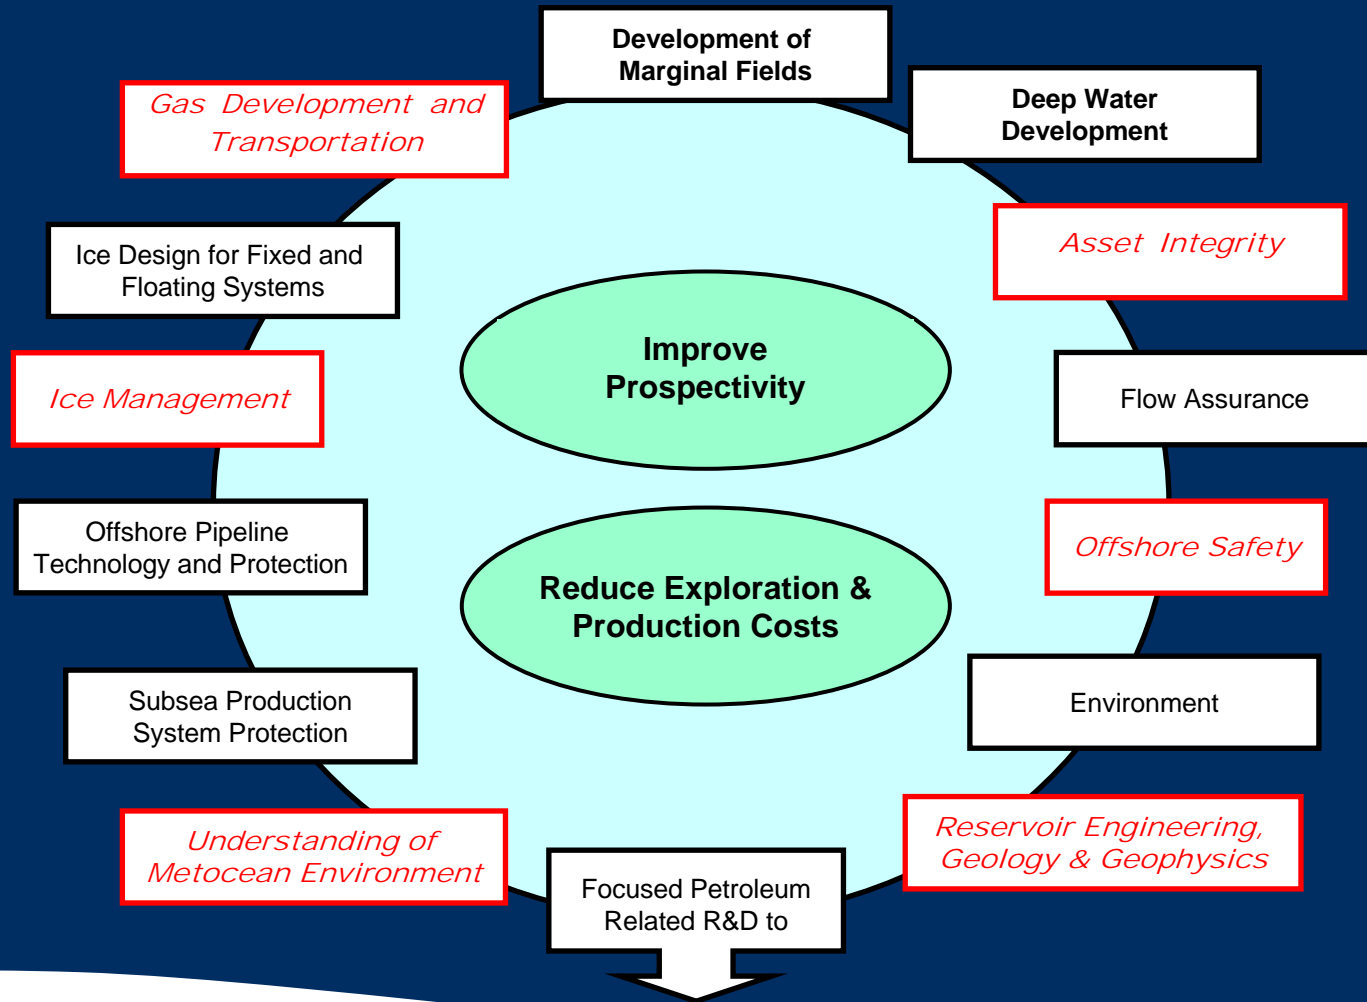 Development of
Marginal Fields
Deep Water
Development
Gas Development and
Transportation
Asset Integrity
Ice Design for Fixed and
Floating Systems
Improve
Prospectivity
Ice Management
Flow Assurance
Offshore Pipeline
Technology and Protection
Offshore Safety
Reduce Exploration &
Production Costs
Subsea Production
System Protection
Environment
Understanding of
Metocean Environment
Reservoir Engineering,
Geology & Geophysics
Focused Petroleum
Related R&D to